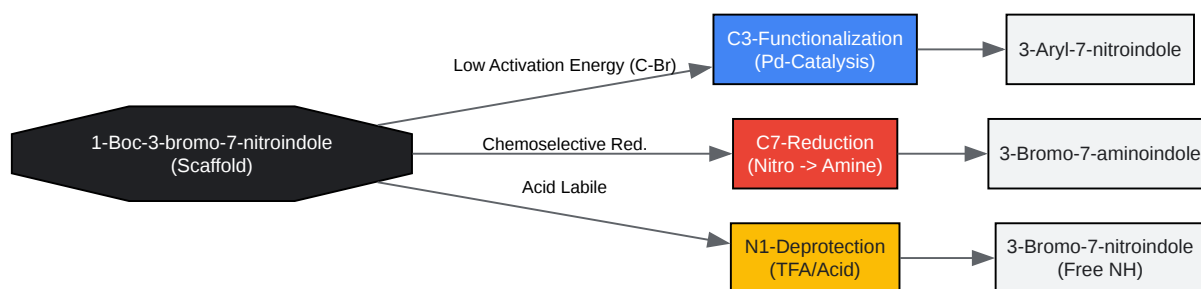 1-Boc-3-bromo-7-nitroindole
(Scaffold)
Low Activation Energy (C-Br)
C3-Functionalization
(Pd-Catalysis)
3-Aryl-7-nitroindole
Chemoselective Red.
C7-Reduction
(Nitro -> Amine)
3-Bromo-7-aminoindole
Acid Labile
N1-Deprotection
(TFA/Acid)
3-Bromo-7-nitroindole
(Free NH)